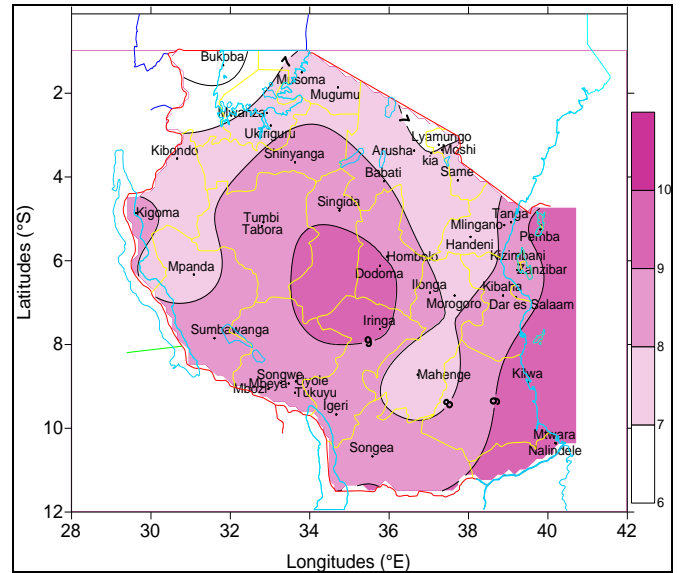 Bukoba
7
Musoma
Mugumu
2
Mwanza
7
Ukiriguru
Lyamungo
10
Kibondo
Shinyanga
Arusha
Moshi
kia
4
Babati
Same
Kigoma
Singida
Tanga
9
Tumbi
Mlingano
Tabora
Pemba
Handeni
Kizimbani
6
Mpanda
Hombolo
Zanzibar
Dodoma
Ilonga
Kibaha
8
Morogoro
Dar es Salaam
Sumbawanga
Iringa
8
9
7
Songwe
Uyole
Mahenge
Kilwa
Mbeya
Mbozi
Tukuyu
Igeri
8
9
10
Mtwara
Songea
Nalindele
12
6
28
30
32
34
36
38
40
42
Latitudes (°S)
Longitudes (°E)